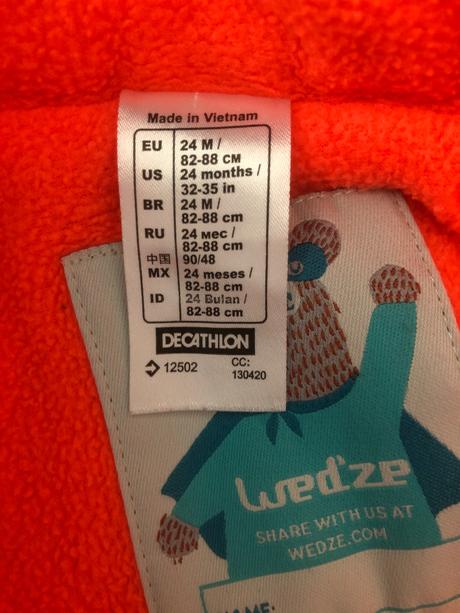 Made in Vietnam
EU 24 M /
82-88 CM
US 24 months /
32-35 in
BR 24 M /
82-88 cm
RU 24 мес /
82-88 cm
中国 90/48
MX 24 meses /
82-88 cm
ID 24 Bulan /
82-88 cm
DECATHLON
12502 CC:
130420
wed'ze
SHARE WITH US AT
WEDZE.COM
NAME: